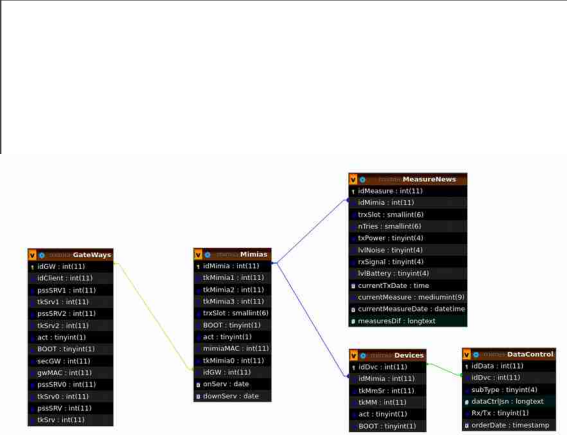 GateWays
idGW : int(11)
idClient : int(11)
pssSRV1 : int(11)
tkSrv1 : int(11)
pssSRV2 : int(11)
tkSrv2 : int(11)
act : tinyint(1)
BOOT : tinyint(1)
secGW : int(11)
gwMAC : int(11)
pssSRV0 : int(11)
tkSrv0 : int(11)
pssSRV : int(11)
tkSrv : int(11)
Mimias
idMimia : int(11)
tkMimia1 : int(11)
tkMimia2 : int(11)
tkMimia3 : int(11)
trxSlot : smallint(6)
BOOT : tinyint(1)
act : tinyint(1)
mimiaMAC : int(11)
tkMimia0 : int(11)
idGW : int(11)
onServ : date
downServ : date
MeasureNews
idMeasure : int(11)
idMimia : int(11)
trxSlot : smallint(6)
nTries : smallint(6)
txPower : tinyint(4)
lvlNoise : tinyint(4)
rxSignal : tinyint(4)
lvlBattery : tinyint(4)
currentTxDate : time
currentMeasure : mediumint(9)
currentMeasureDate : datetime
measuresDif : longtext
Devices
idDvc : int(11)
idMimia : int(11)
tkMmSr : int(11)
tkMM : int(11)
act : tinyint(1)
BOOT : tinyint(1)
DataControl
idData : int(11)
idDvc : int(11)
subType : tinyint(4)
dataCtrlJsn : longtext
Rx/Tx : tinyint(1)
orderDate : timestamp